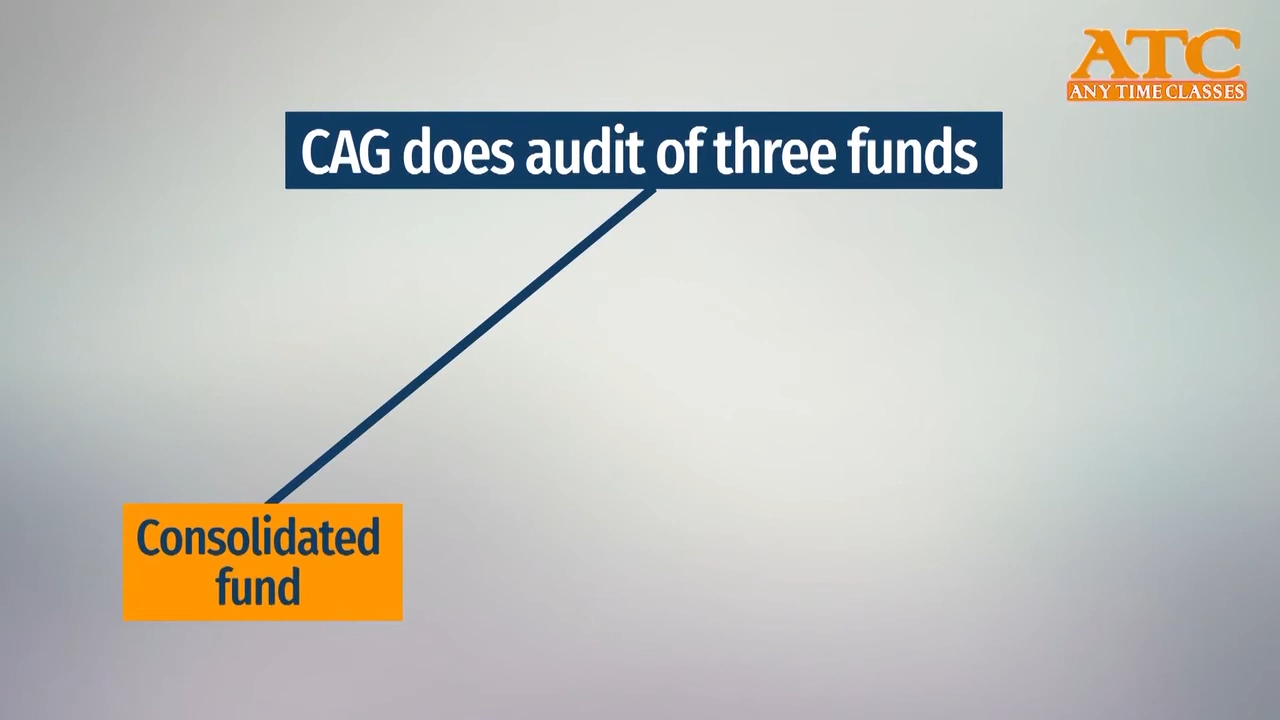 ATC
ANY TIME CLASSES
CAG does audit of three funds
Consolidated
fund